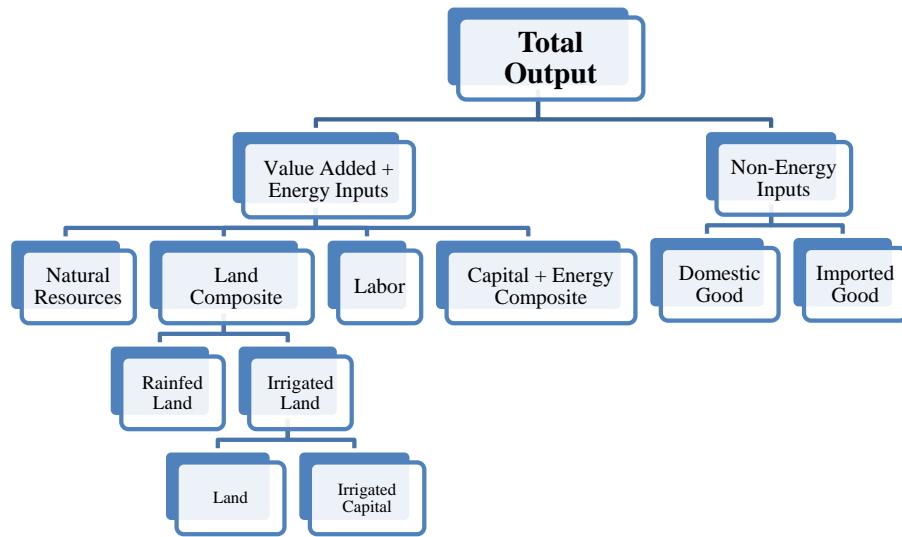 Total
Output
Value Added +
Energy Inputs
Non-Energy
Inputs
Natural
Resources
Land
Composite
Labor
Capital + Energy
Composite
Domestic
Good
Imported
Good
Rainfed
Land
Irrigated
Land
Land
Irrigated
Capital